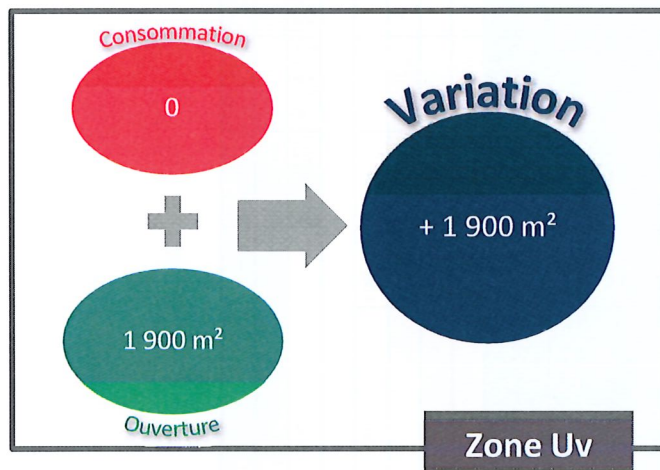 Consommation
0
Variation
+ 1 900 m²
1 900 m²
Ouverture
Zone Uv